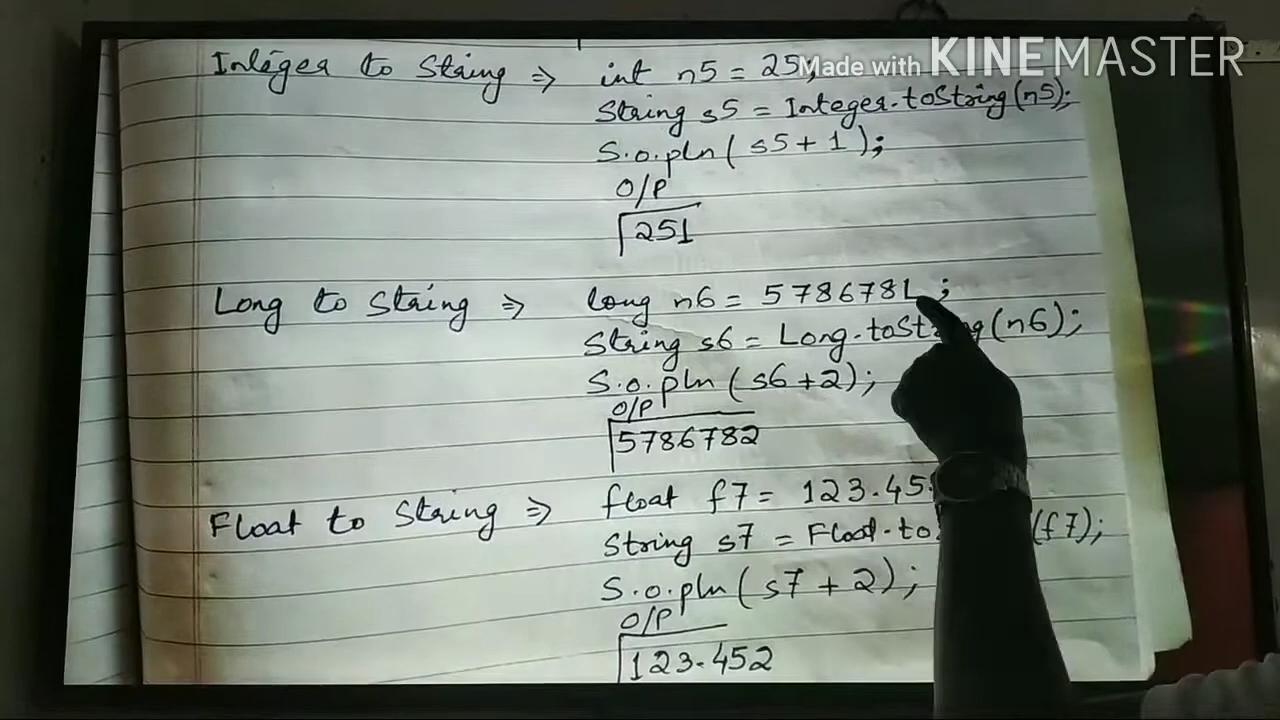 Made with KINEMASTER
Integer to String ⇒ int n5 = 25;
String s5 = Integer.toString(n5);
S.o.pln( s5+1 );
O/P
251
Long to String ⇒ long n6 = 578678L;
String s6 = Long.toString(n6);
S.o.pln( s6+2);
O/P
5786782
Float to String ⇒ float f7 = 123.45
String s7 = Float.to (f7);
S.o.pln( s7 + 2);
O/P
123.452